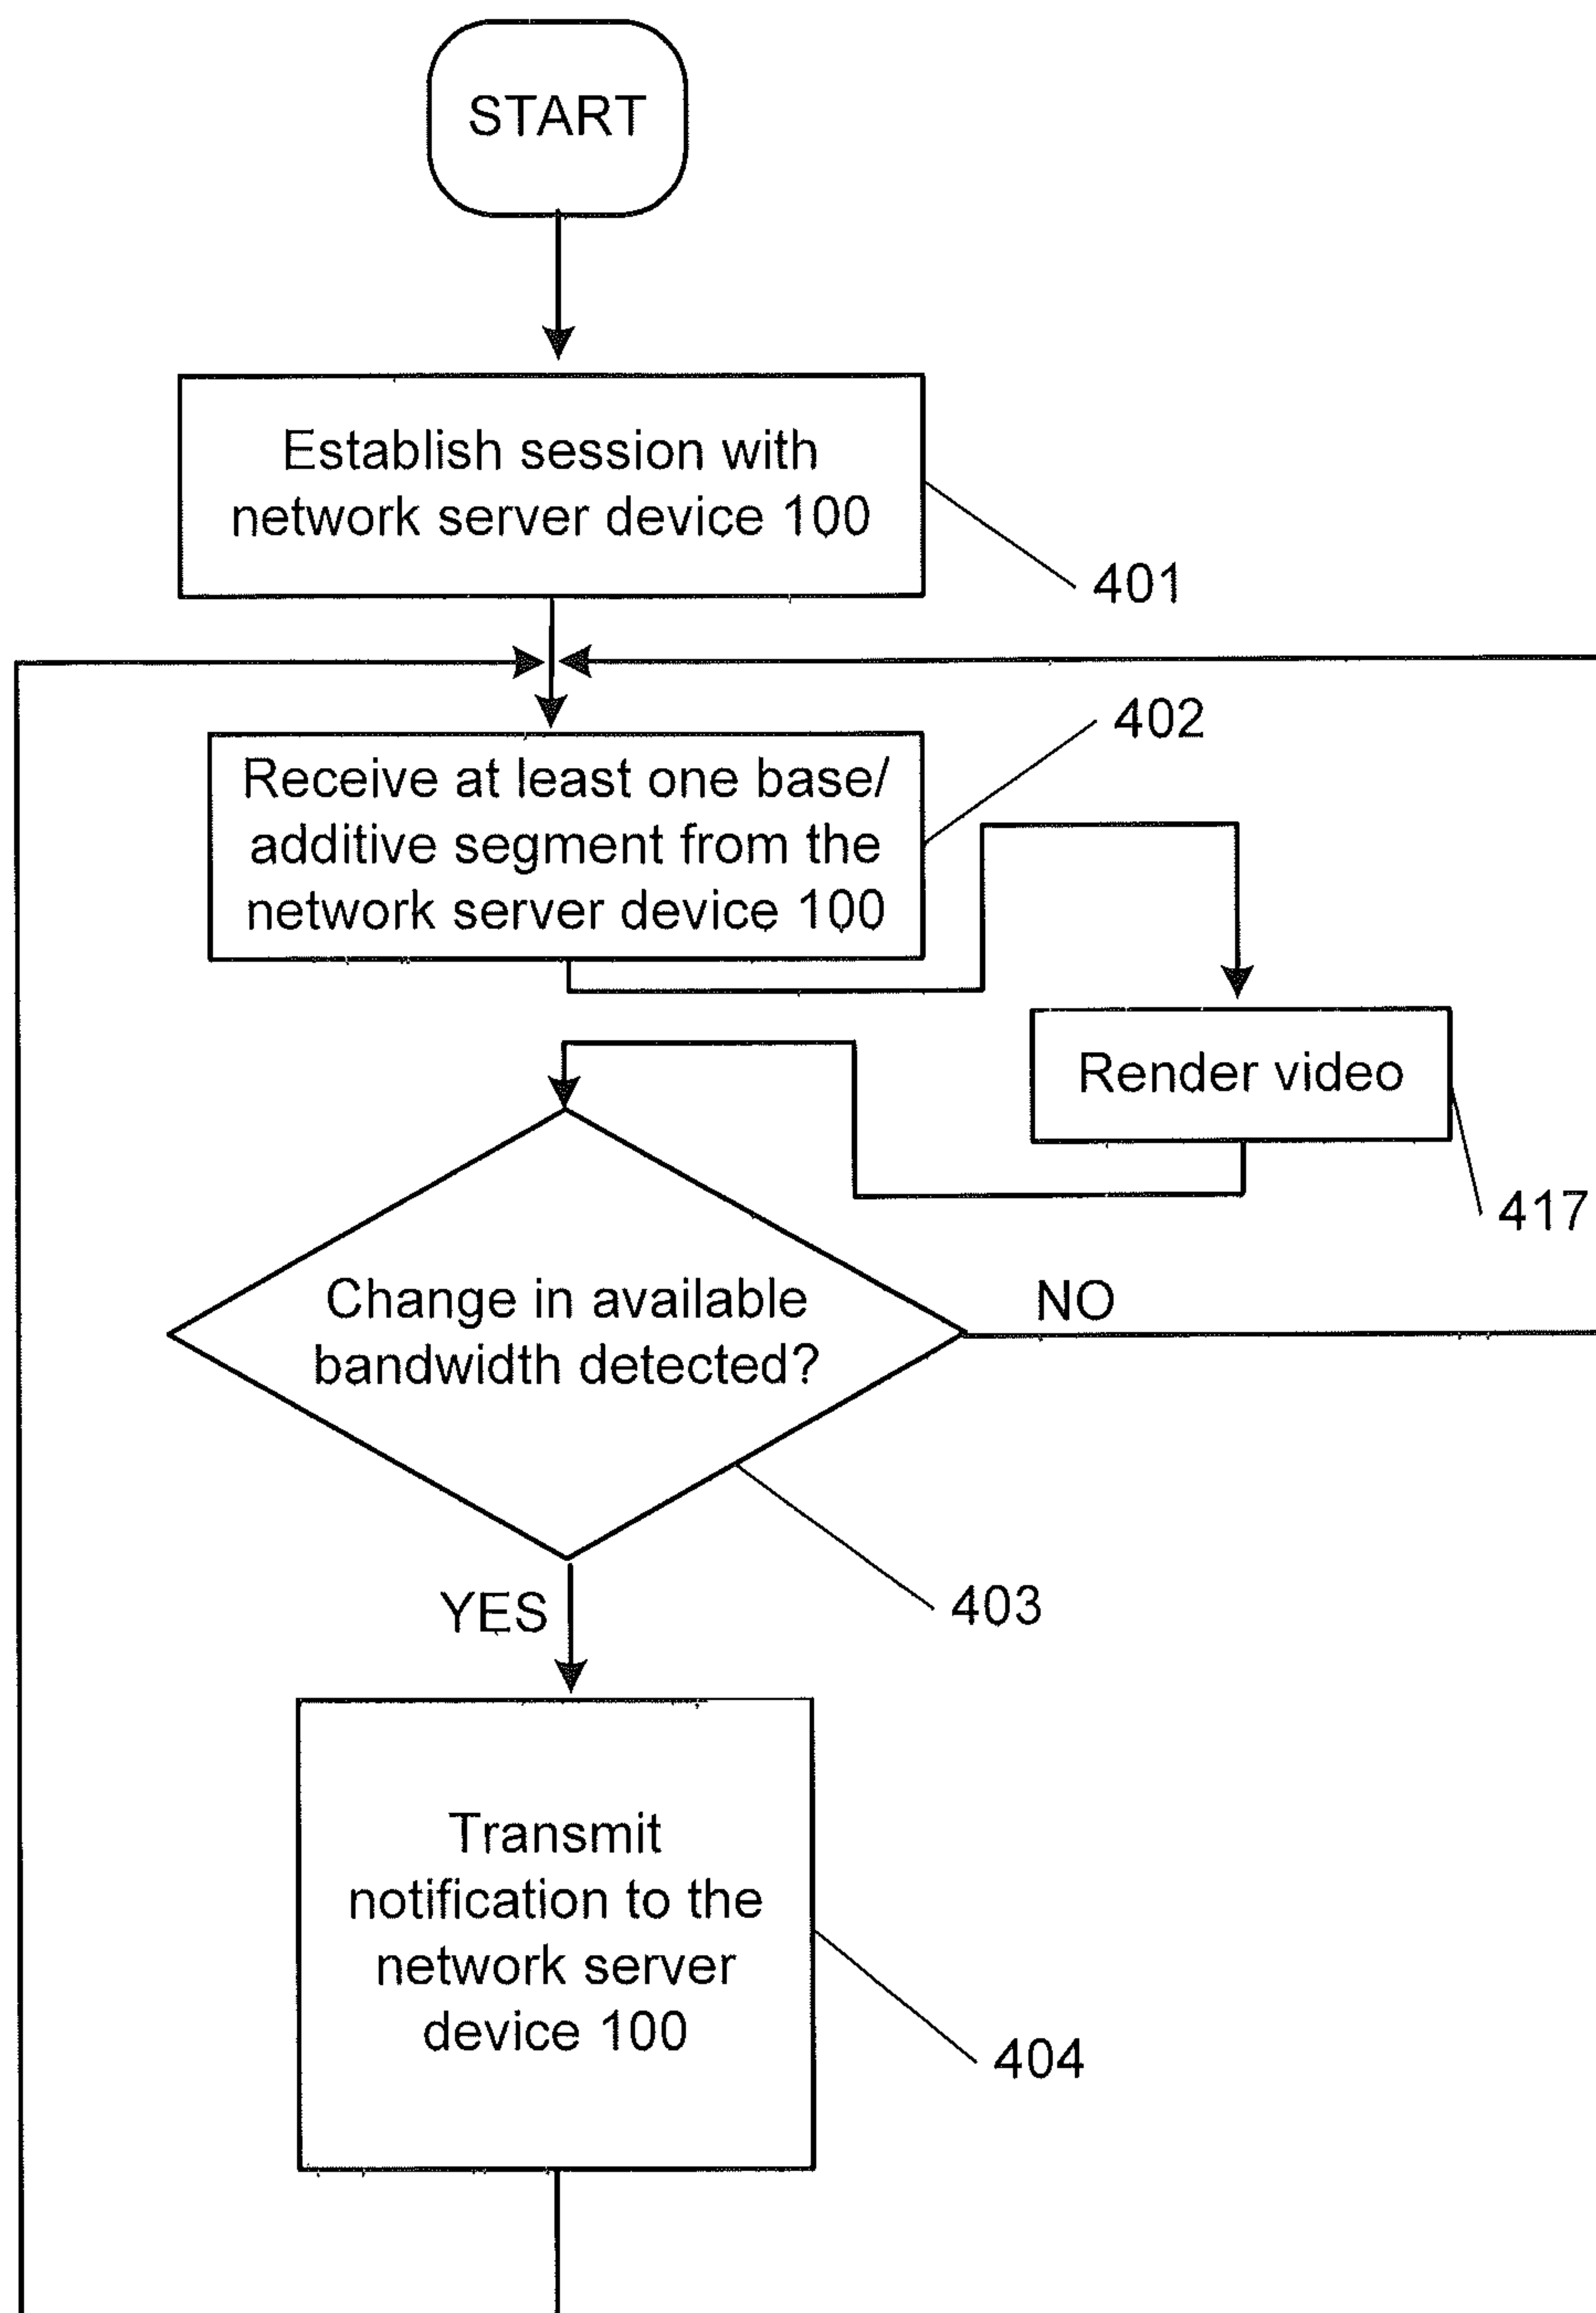 START
Establish session with
network server device 100
401
402
Receive at least one base/
additive segment from the
network server device 100
Render video
417
Change in available
bandwidth detected?
NO
403
YES
Transmit
notification to the
network server
device 100
404